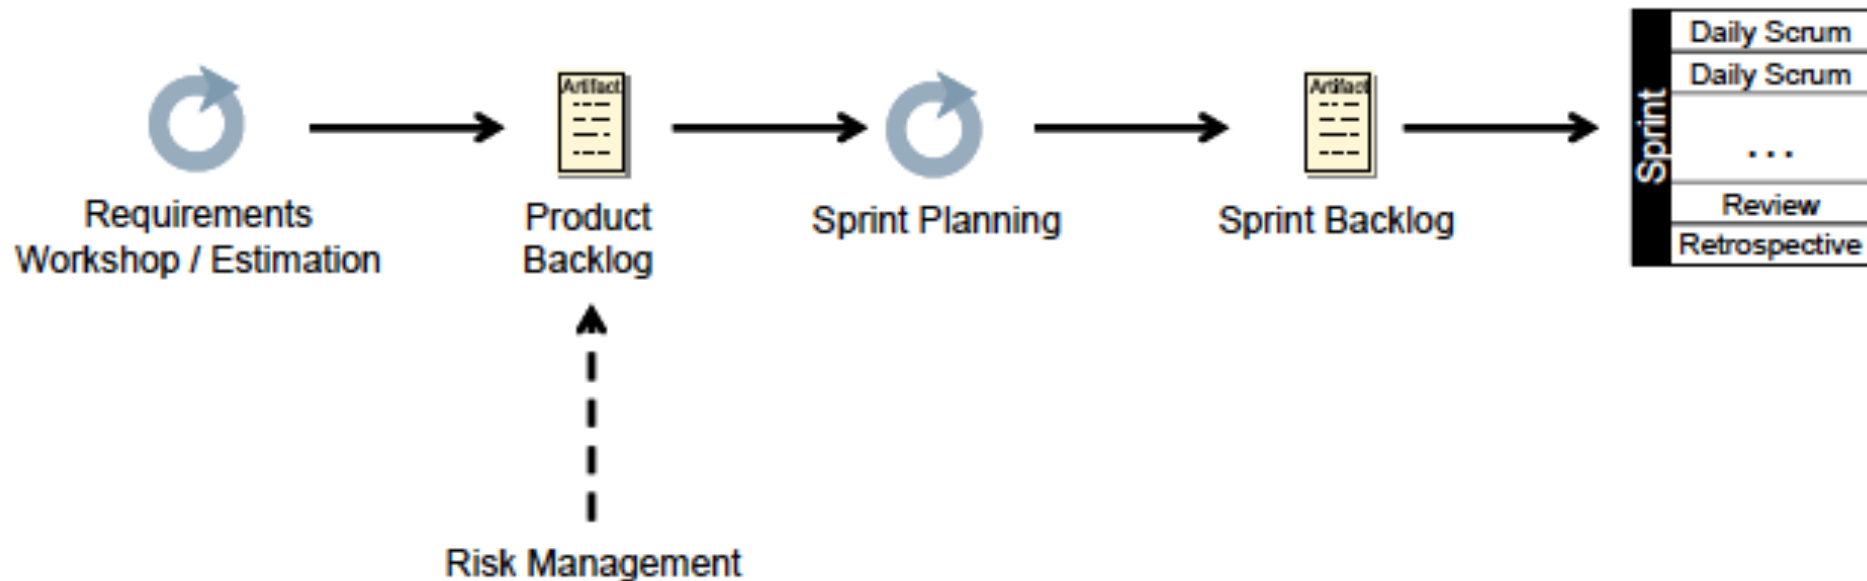 Artifact
Artifact
Requirements
Workshop / Estimation
Product
Backlog
Sprint Planning
Sprint Backlog
Sprint
Daily Scrum
Daily Scrum
...
Review
Retrospective
Risk Management